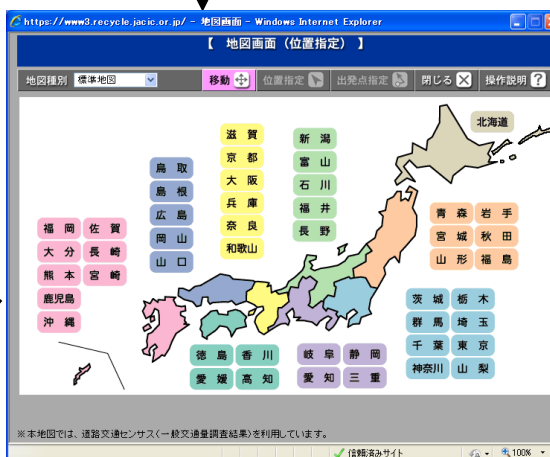 https://www3.recycle.jacic.or.jp/ - 地図画面 - Windows Internet Explorer
【 地図画面（位置指定） 】
地図種別 標準地図 移動 位置指定 出発点指定 閉じる 操作説明 ?
北海道
滋賀
京都
大阪
兵庫
奈良
和歌山
新潟
富山
石川
福井
長野
鳥取
島根
広島
岡山
山口
福岡 佐賀
大分 長崎
熊本 宮崎
鹿児島
沖縄
青森 岩手
宮城 秋田
山形 福島
茨城 栃木
群馬 埼玉
千葉 東京
神奈川 山梨
徳島 香川
愛媛 高知
岐阜 静岡
愛知 三重
※本地図では、道路交通センサス（一般交通量調査結果）を利用しています。
信頼済みサイト 100%